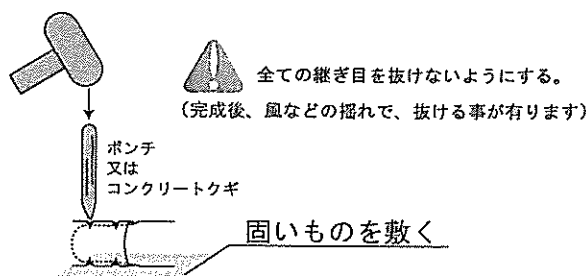 全ての継ぎ目を抜けないようにする。
(完成後、風などの揺れで、抜ける事が有ります)
ポンチ
又は
コンクリートクギ
固いものを敷く